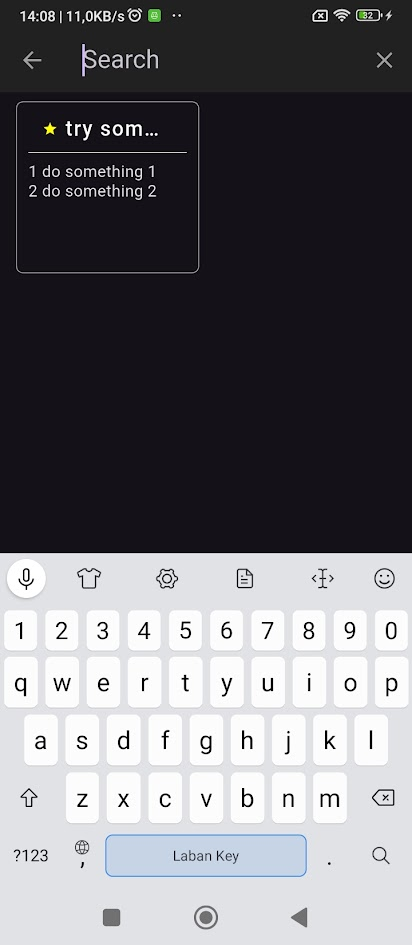 14:08 | 11,0KB/s
82
Search
try som...
1 do something 1
2 do something 2
1 2 3 4 5 6 7 8 9 0
q w e r t y u i o p
a s d f g h j k l
z x c v b n m
?123 , Laban Key .